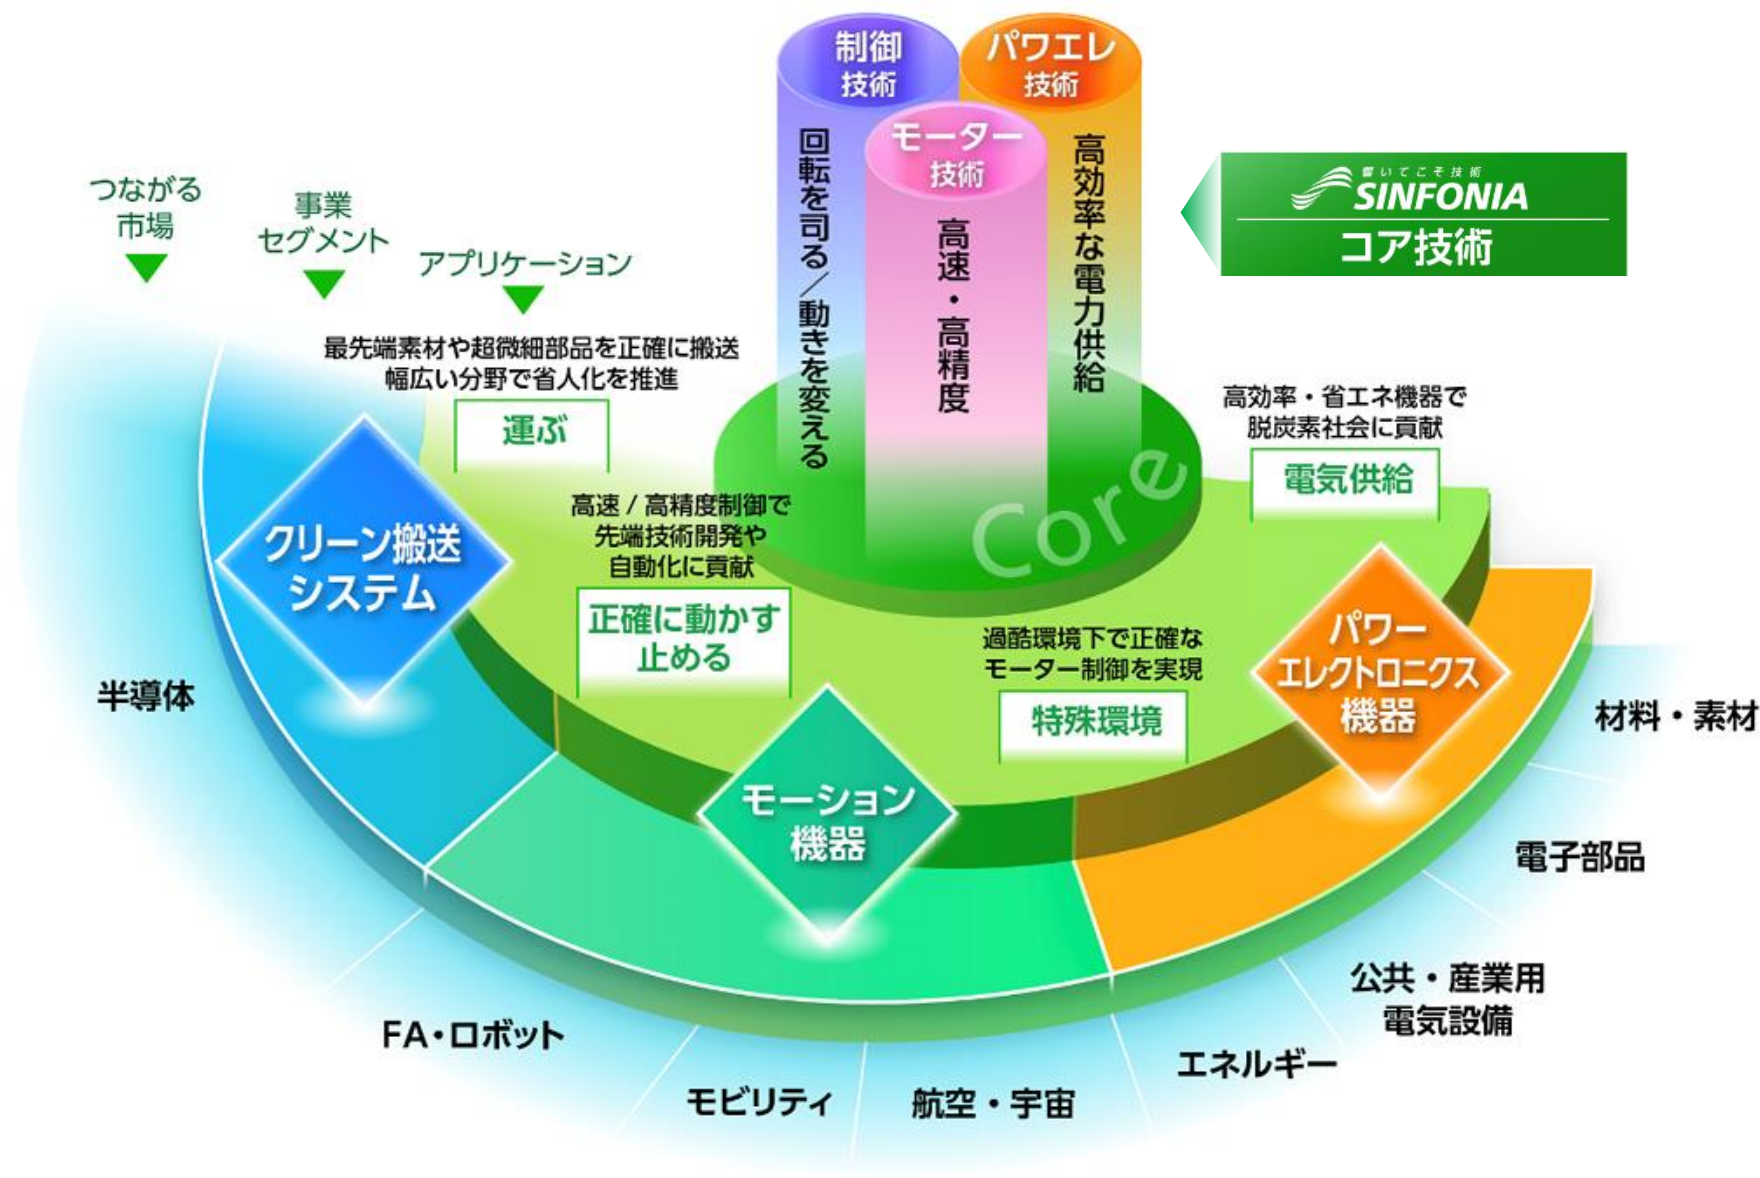 制御
技術
回転を司る／動きを変える
パワエレ
技術
高効率な電力供給
モーター
技術
高速・高精度
響いてこそ技術
SINFONIA
コア技術
Core
つながる
市場
事業
セグメント
アプリケーション
最先端素材や超微細部品を正確に搬送
幅広い分野で省人化を推進
運ぶ
高速 / 高精度制御で
先端技術開発や
自動化に貢献
正確に動かす
止める
過酷環境下で正確な
モーター制御を実現
特殊環境
高効率・省エネ機器で
脱炭素社会に貢献
電気供給
クリーン搬送
システム
モーション
機器
パワー
エレクトロニクス
機器
半導体
FA・ロボット
モビリティ
航空・宇宙
エネルギー
公共・産業用
電気設備
電子部品
材料・素材